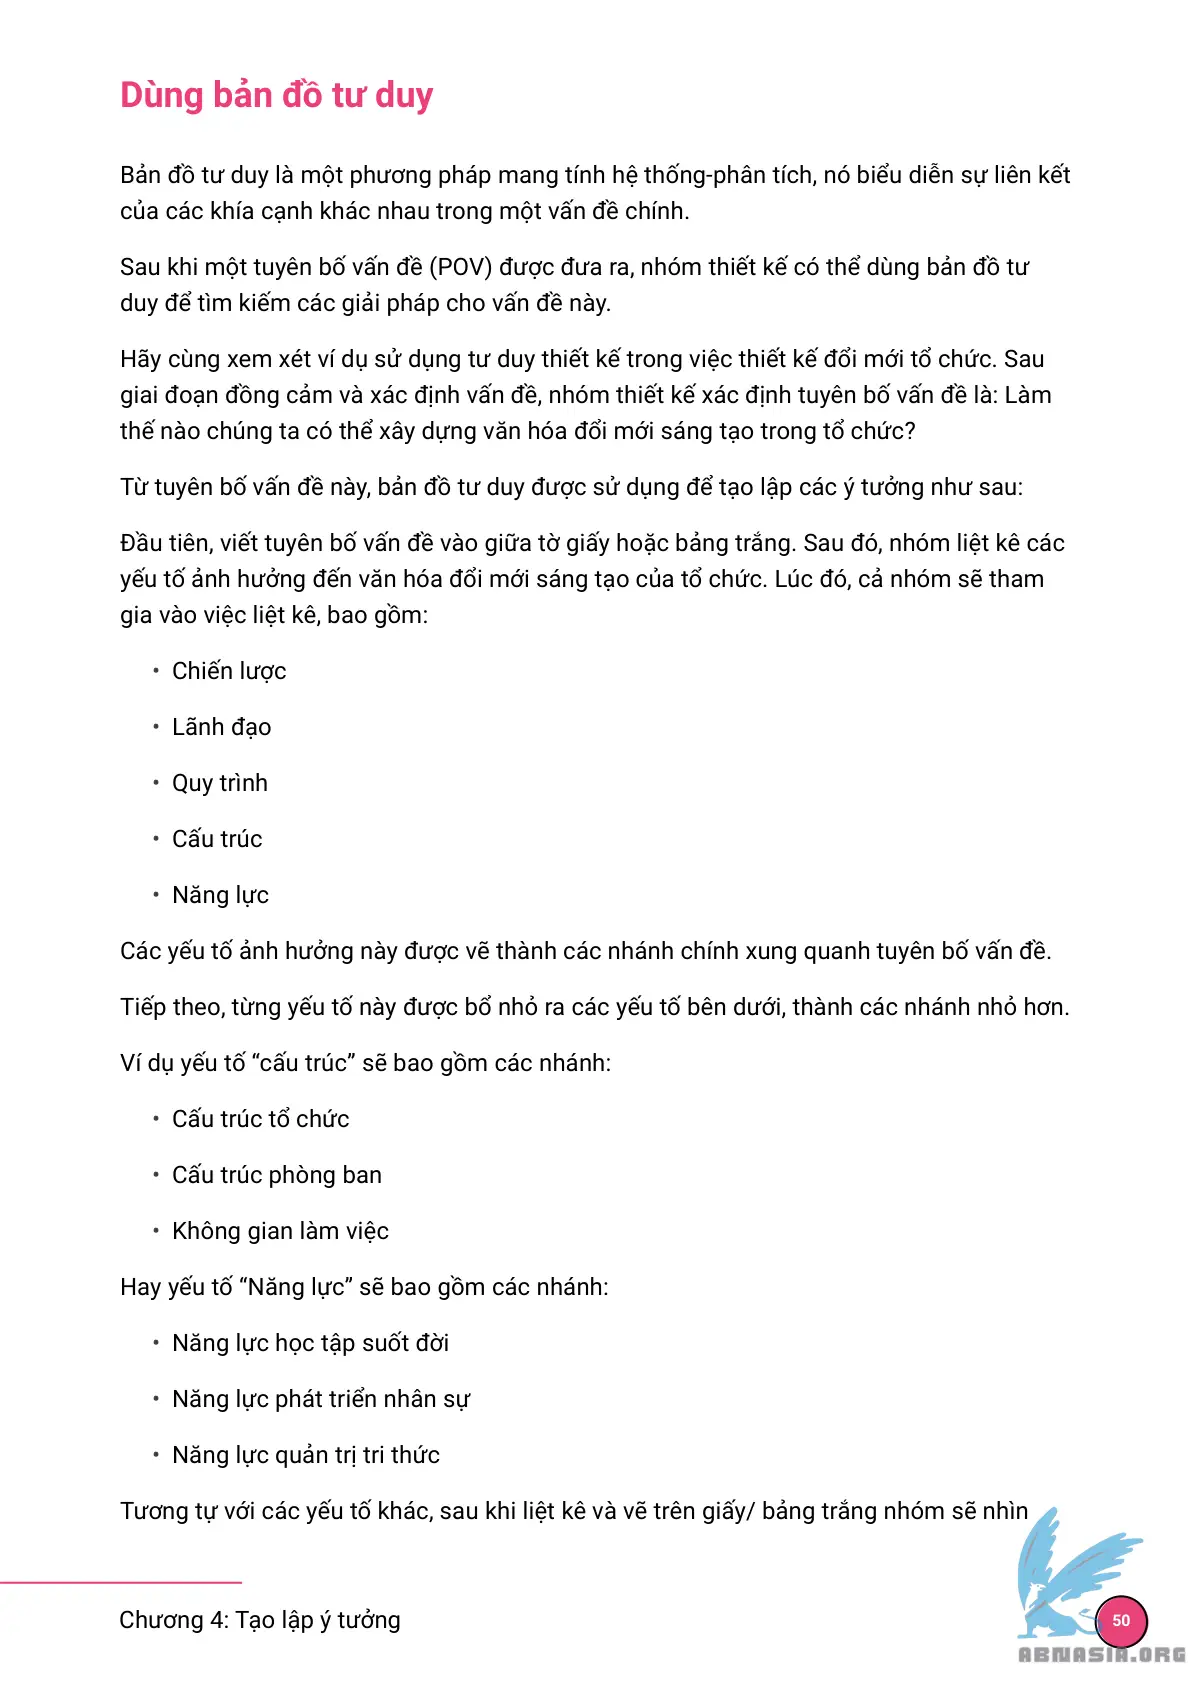 Dùng bản đồ tư duy
Bản đồ tư duy là một phương pháp mang tính hệ thống-phân tích, nó biểu diễn sự liên kết
của các khía cạnh khác nhau trong một vấn đề chính.
Sau khi một tuyên bố vấn đề (POV) được đưa ra, nhóm thiết kế có thể dùng bản đồ tư
duy để tìm kiếm các giải pháp cho vấn đề này.
Hãy cùng xem xét ví dụ sử dụng tư duy thiết kế trong việc thiết kế đổi mới tổ chức. Sau
giai đoạn đồng cảm và xác định vấn đề, nhóm thiết kế xác định tuyên bố vấn đề là: Làm
thế nào chúng ta có thể xây dựng văn hóa đổi mới sáng tạo trong tổ chức?
Từ tuyên bố vấn đề này, bản đồ tư duy được sử dụng để tạo lập các ý tưởng như sau:
Đầu tiên, viết tuyên bố vấn đề vào giữa tờ giấy hoặc bảng trắng. Sau đó, nhóm liệt kê các
yếu tố ảnh hưởng đến văn hóa đổi mới sáng tạo của tổ chức. Lúc đó, cả nhóm sẽ tham
gia vào việc liệt kê, bao gồm:
• Chiến lược
• Lãnh đạo
• Quy trình
• Cấu trúc
• Năng lực
Các yếu tố ảnh hưởng này được vẽ thành các nhánh chính xung quanh tuyên bố vấn đề.
Tiếp theo, từng yếu tố này được bổ nhỏ ra các yếu tố bên dưới, thành các nhánh nhỏ hơn.
Ví dụ yếu tố “cấu trúc” sẽ bao gồm các nhánh:
• Cấu trúc tổ chức
• Cấu trúc phòng ban
• Không gian làm việc
Hay yếu tố “Năng lực” sẽ bao gồm các nhánh:
• Năng lực học tập suốt đời
• Năng lực phát triển nhân sự
• Năng lực quản trị tri thức
Tương tự với các yếu tố khác, sau khi liệt kê và vẽ trên giấy/ bảng trắng nhóm sẽ nhìn
Chương 4: Tạo lập ý tưởng
50
ABNASIA.ORG